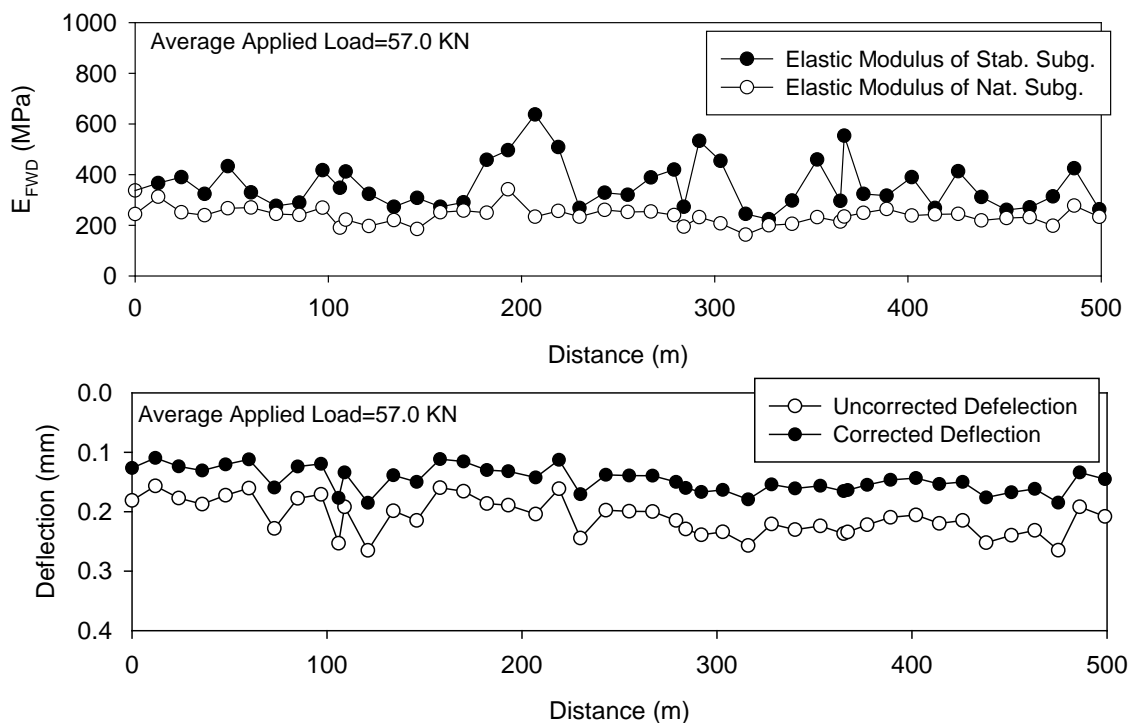 Average Applied Load=57.0 KN
Elastic Modulus of Stab. Subg.
Elastic Modulus of Nat. Subg.
E_FWD (MPa)
1000
800
600
400
200
0
0 100 200 300 400 500
Distance (m)
Average Applied Load=57.0 KN
Uncorrected Defelection
Corrected Deflection
Deflection (mm)
0.0
0.1
0.2
0.3
0.4
0 100 200 300 400 500
Distance (m)